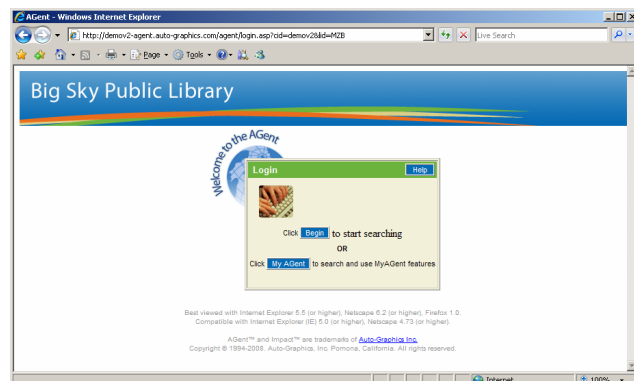 AGent - Windows Internet Explorer
http://demov2-agent.auto-graphics.com/agent/login.asp?cid=demov2&lid=MZB
Live Search
Page Tools
Big Sky Public Library
Welcome to the AGent
Login Help
Click Begin to start searching
OR
Click My AGent to search and use MyAGent features
Best viewed with Internet Explorer 5.5 (or higher), Netscape 6.2 (or higher), Firefox 1.0.
Compatible with Internet Explorer (IE) 5.0 (or higher), Netscape 4.73 (or higher)
AGent™ and Impact™ are trademarks of Auto-Graphics Inc.
Copyright © 1994-2008. Auto-Graphics, Inc. Pomona, California. All rights reserved.
Internet 100%